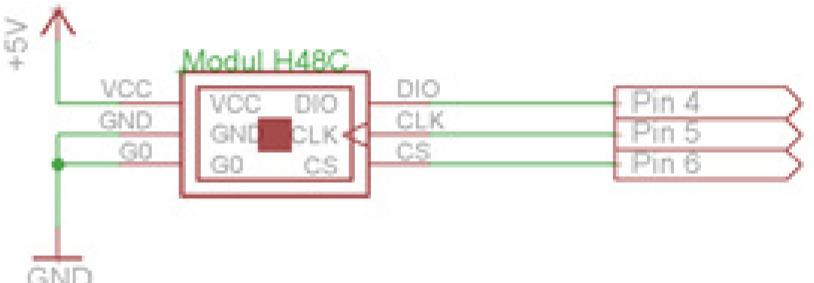 +5V
Modul H48C
VCC
GND
G0
VCC DIO
GND CLK
G0 CS
DIO
CLK
CS
Pin 4
Pin 5
Pin 6
GND